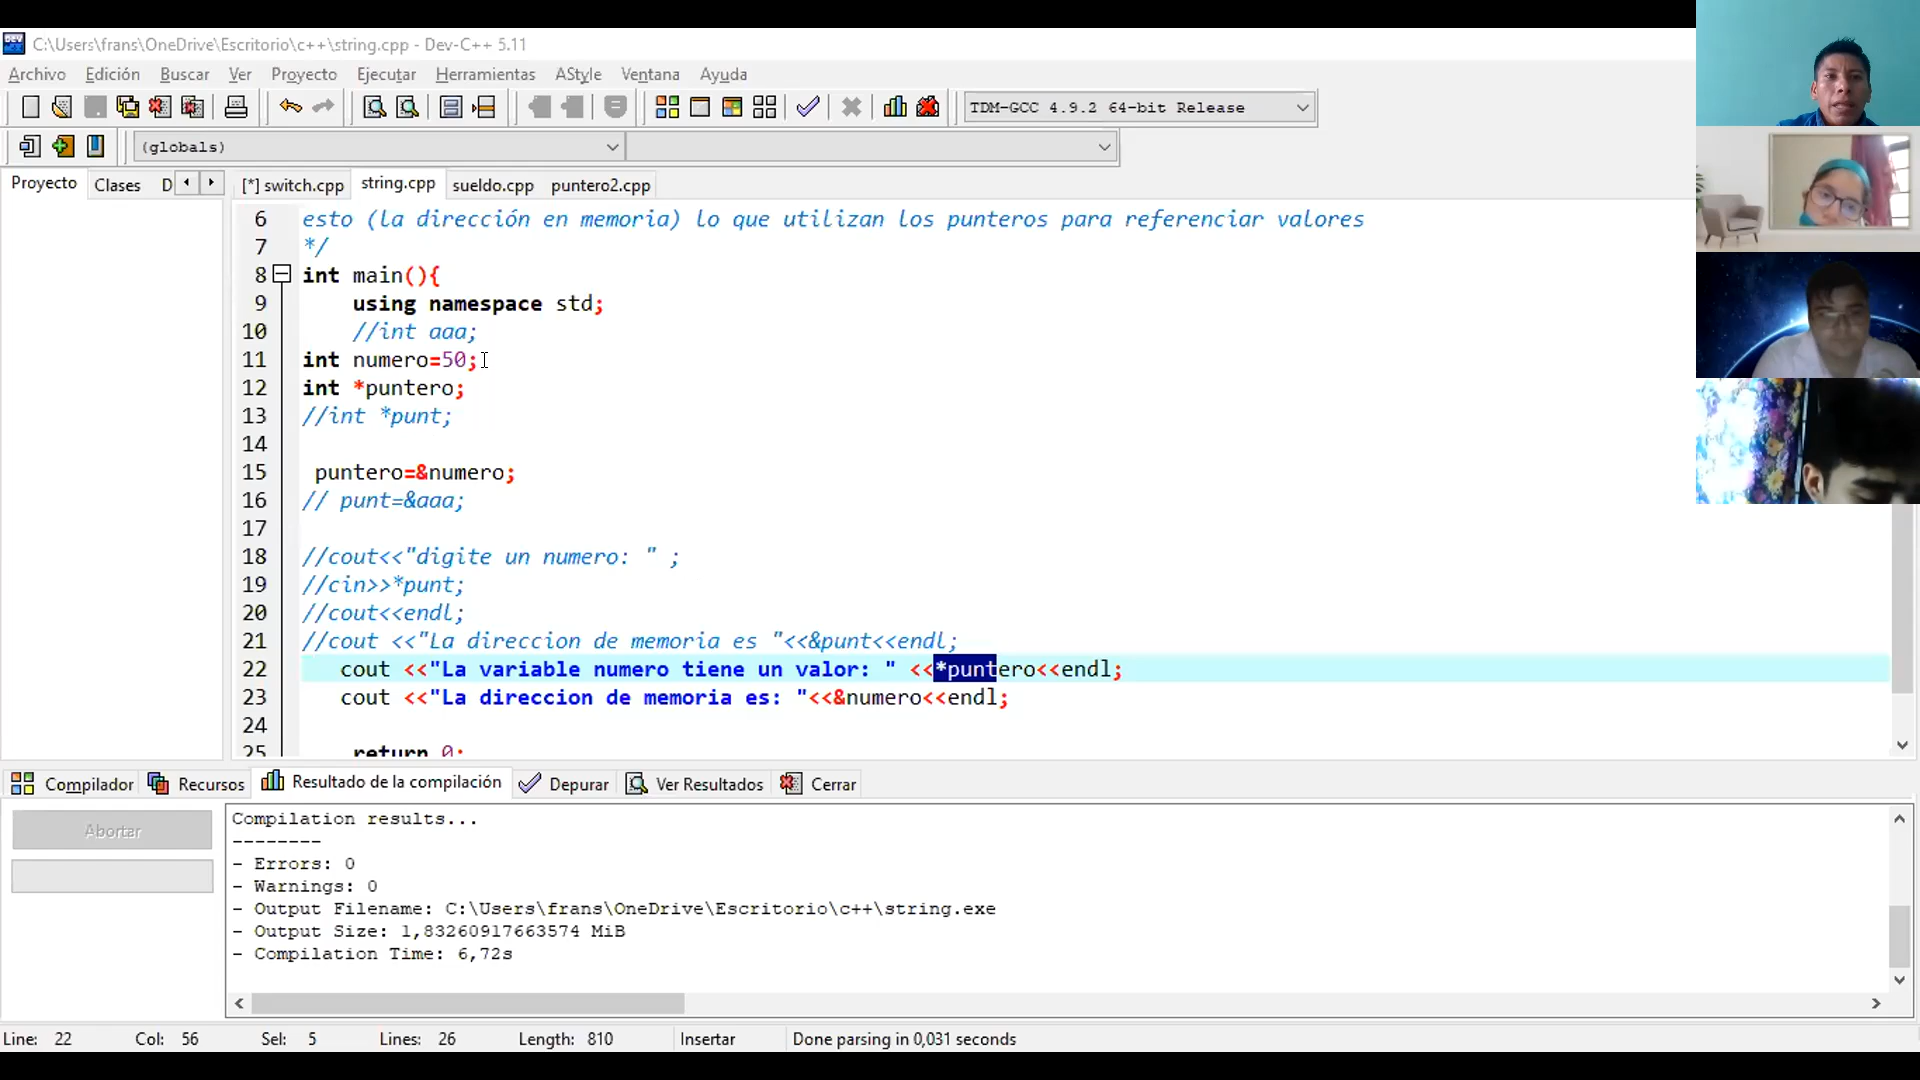 C:\Users\frans\OneDrive\Escritorio\c++\string.cpp - Dev-C++ 5.11
Archivo Edición Buscar Ver Proyecto Ejecutar Herramientas AStyle Ventana Ayuda
TDM-GCC 4.9.2 64-bit Release
(globals)
Proyecto Clases D [*] switch.cpp string.cpp sueldo.cpp puntero2.cpp
6 esto (la dirección en memoria) lo que utilizan los punteros para referenciar valores
7 */
8 int main(){
9 using namespace std;
10 //int aaa;
11 int numero=50;
12 int *puntero;
13 //int *punt;
14
15 puntero=&numero;
16 // punt=&aaa;
17
18 //cout<<"digite un numero: " ;
19 //cin>>*punt;
20 //cout<<endl;
21 //cout <<"La direccion de memoria es "<<&punt<<endl;
22 cout <<"La variable numero tiene un valor: " <<*puntero<<endl;
23 cout <<"La direccion de memoria es: "<<&numero<<endl;
24
25 return 0;
Compilador Recursos Resultado de la compilación Depurar Ver Resultados Cerrar
Abortar
Compilation results...
--------
- Errors: 0
- Warnings: 0
- Output Filename: C:\Users\frans\OneDrive\Escritorio\c++\string.exe
- Output Size: 1,83260917663574 MiB
- Compilation Time: 6,72s
Line: 22 Col: 56 Sel: 5 Lines: 26 Length: 810 Insertar Done parsing in 0,031 seconds